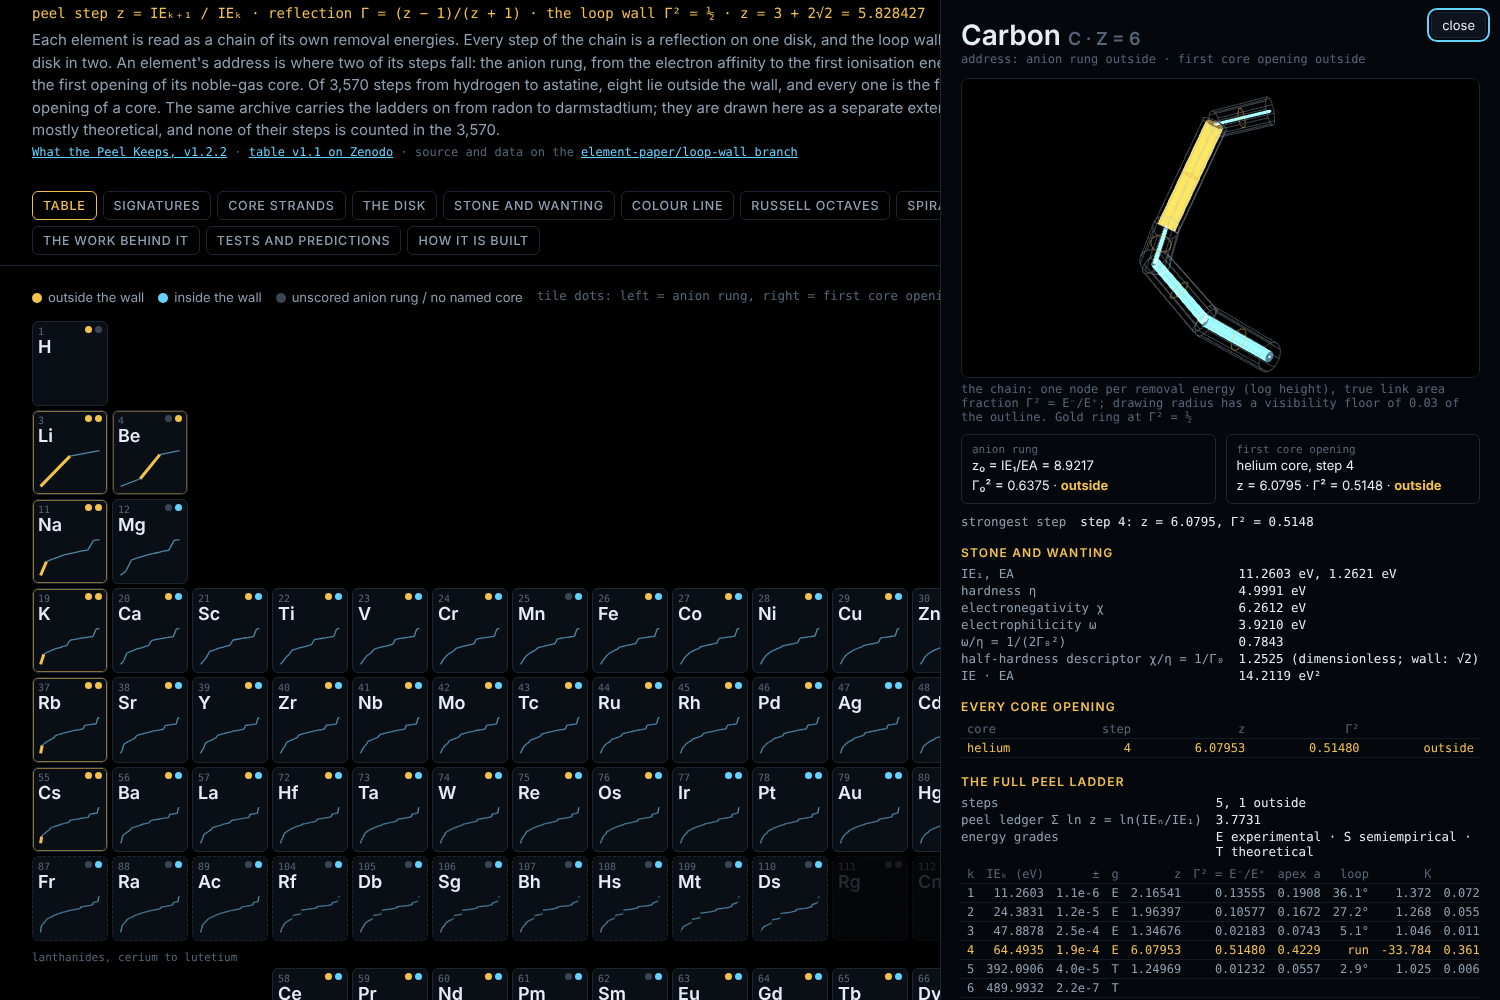 peel step z = IEₖ₊₁ / IEₖ · reflection Γ = (z − 1)/(z + 1) · the loop wall Γ² = ½ · z = 3 + 2√2 = 5.828427
Each element is read as a chain of its own removal energies. Every step of the chain is a reflection on one disk, and the loop wall
disk in two. An element's address is where two of its steps fall: the anion rung, from the electron affinity to the first ionisation ene
the first opening of its noble-gas core. Of 3,570 steps from hydrogen to astatine, eight lie outside the wall, and every one is the f
opening of a core. The same archive carries the ladders on from radon to darmstadtium; they are drawn here as a separate exter
mostly theoretical, and none of their steps is counted in the 3,570.
What the Peel Keeps, v1.2.2 · table v1.1 on Zenodo · source and data on the element-paper/loop-wall branch
TABLE SIGNATURES CORE STRANDS THE DISK STONE AND WANTING COLOUR LINE RUSSELL OCTAVES SPIRA
THE WORK BEHIND IT TESTS AND PREDICTIONS HOW IT IS BUILT
outside the wall inside the wall unscored anion rung / no named core tile dots: left = anion rung, right = first core openi
1
H
3 4
Li Be
11 12
Na Mg
19 20 21 22 23 24 25 26 27 28 29 30
K Ca Sc Ti V Cr Mn Fe Co Ni Cu Zn
37 38 39 40 41 42 43 44 45 46 47 48
Rb Sr Y Zr Nb Mo Tc Ru Rh Pd Ag Cd
55 56 57 72 73 74 75 76 77 78 79 80
Cs Ba La Hf Ta W Re Os Ir Pt Au Hg
87 88 89 104 105 106 107 108 109 110 111 112
Fr Ra Ac Rf Db Sg Bh Hs Mt Ds Rg Cn
lanthanides, cerium to lutetium
58 59 60 61 62 63 64 65 66
Ce Pr Nd Pm Sm Eu Gd Tb Dy
close
Carbon C · Z = 6
address: anion rung outside · first core opening outside
the chain: one node per removal energy (log height), true link area
fraction Γ² = E⁻/E⁺; drawing radius has a visibility floor of 0.03 of
the outline. Gold ring at Γ² = ½
anion rung
z₀ = IE₁/EA = 8.9217
Γ₀² = 0.6375 · outside
first core opening
helium core, step 4
z = 6.0795 · Γ² = 0.5148 · outside
strongest step step 4: z = 6.0795, Γ² = 0.5148
STONE AND WANTING
IE₁, EA 11.2603 eV, 1.2621 eV
hardness η 4.9991 eV
electronegativity χ 6.2612 eV
electrophilicity ω 3.9210 eV
ω/η = 1/(2Γ₀²) 0.7843
half-hardness descriptor χ/η = 1/Γ₀ 1.2525 (dimensionless; wall: √2)
IE · EA 14.2119 eV²
EVERY CORE OPENING
core step z Γ²
helium 4 6.07953 0.51480 outside
THE FULL PEEL LADDER
steps 5, 1 outside
peel ledger Σ ln z = ln(IEₙ/IE₁) 3.7731
energy grades E experimental · S semiempirical ·
T theoretical
k IEₖ (eV) ± g z Γ² = E⁻/E⁺ apex a loop K
1 11.2603 1.1e-6 E 2.16541 0.13555 0.1908 36.1° 1.372 0.072
2 24.3831 1.2e-5 E 1.96397 0.10577 0.1672 27.2° 1.268 0.055
3 47.8878 2.5e-4 E 1.34676 0.02183 0.0743 5.1° 1.046 0.011
4 64.4935 1.9e-4 E 6.07953 0.51480 0.4229 run -33.784 0.361
5 392.0906 4.0e-5 T 1.24969 0.01232 0.0557 2.9° 1.025 0.006
6 489.9932 2.2e-7 T